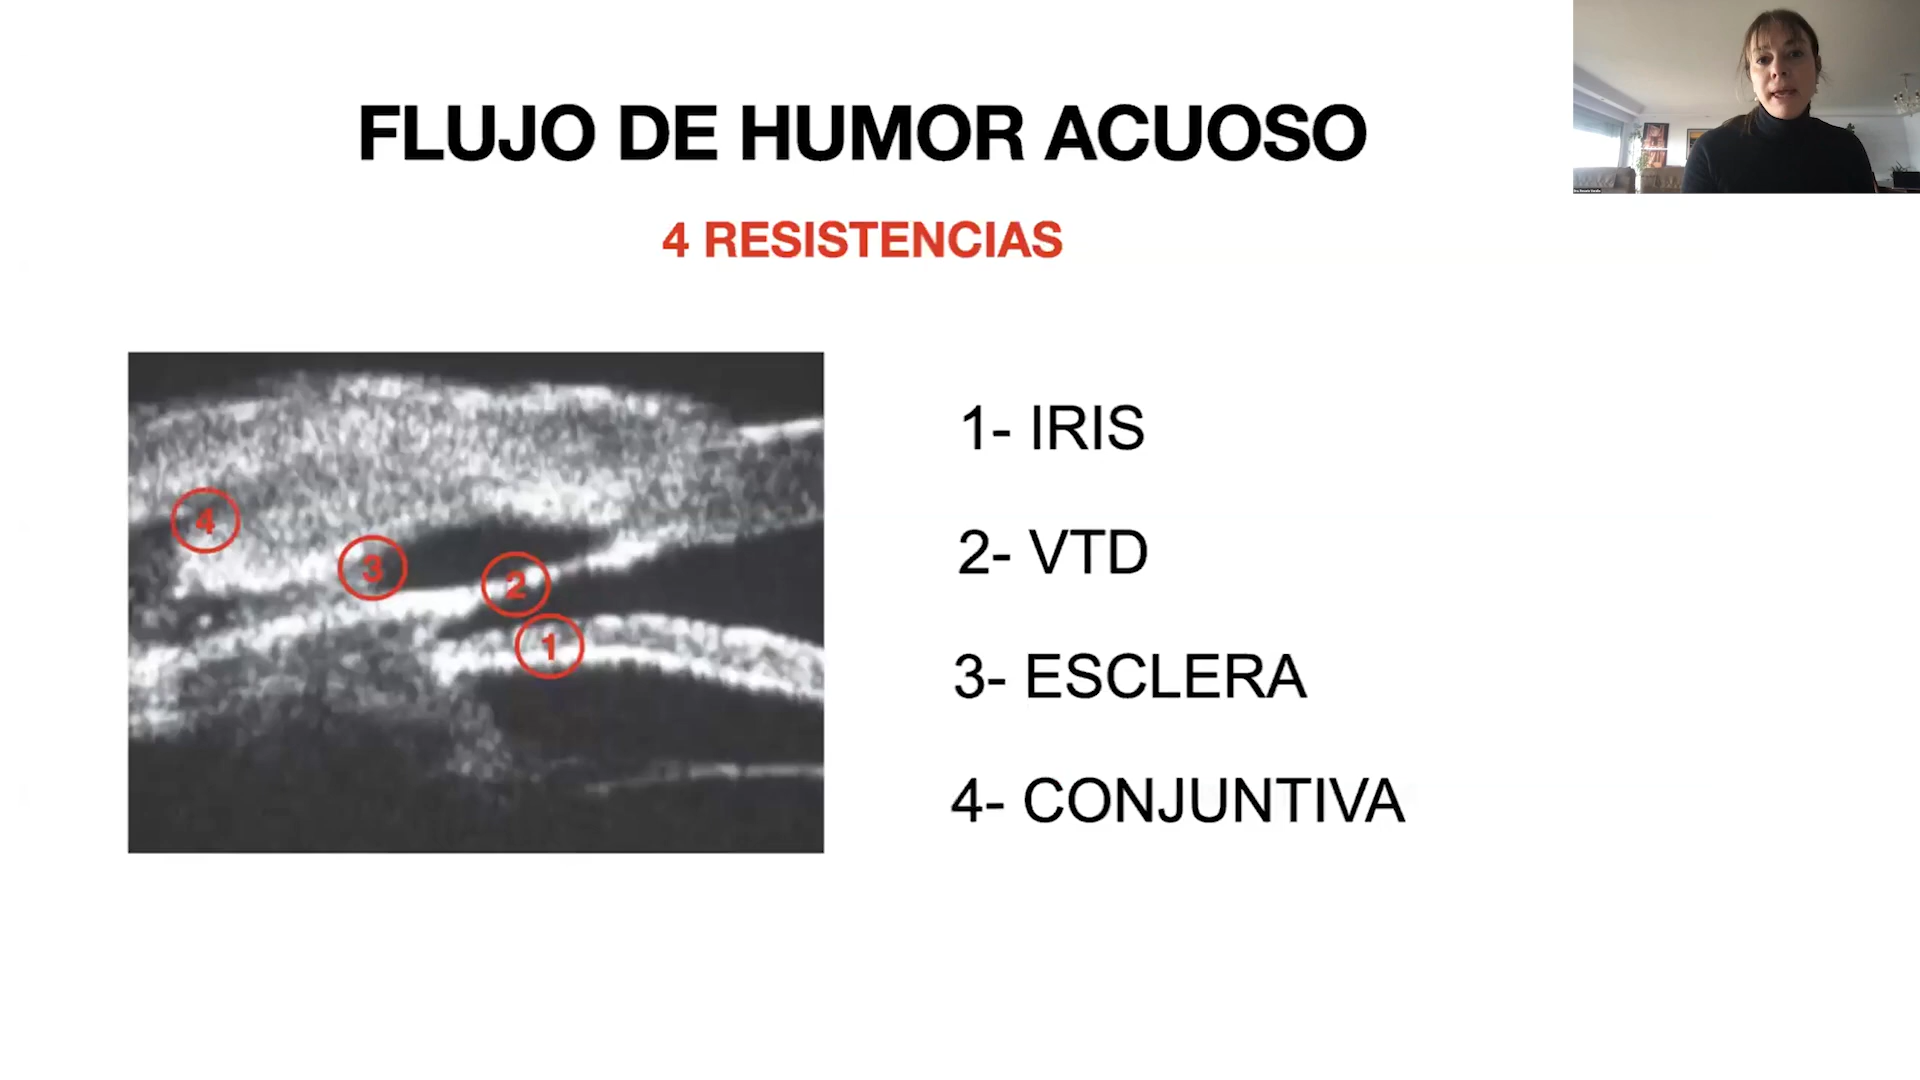 FLUJO DE HUMOR ACUOSO
4 RESISTENCIAS
4
3
2
1
1- IRIS
2- VTD
3- ESCLERA
4- CONJUNTIVA